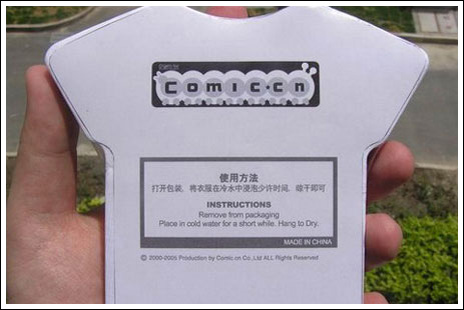 Comic.cn
使用方法
打开包装，将衣服在冷水中浸泡少许时间，晾干即可
INSTRUCTIONS
Remove from packaging
Place in cold water for a short while. Hang to Dry.
MADE IN CHINA
© 2000-2005 Production by Comic.cn Co.,Ltd ALL Rights Reserved